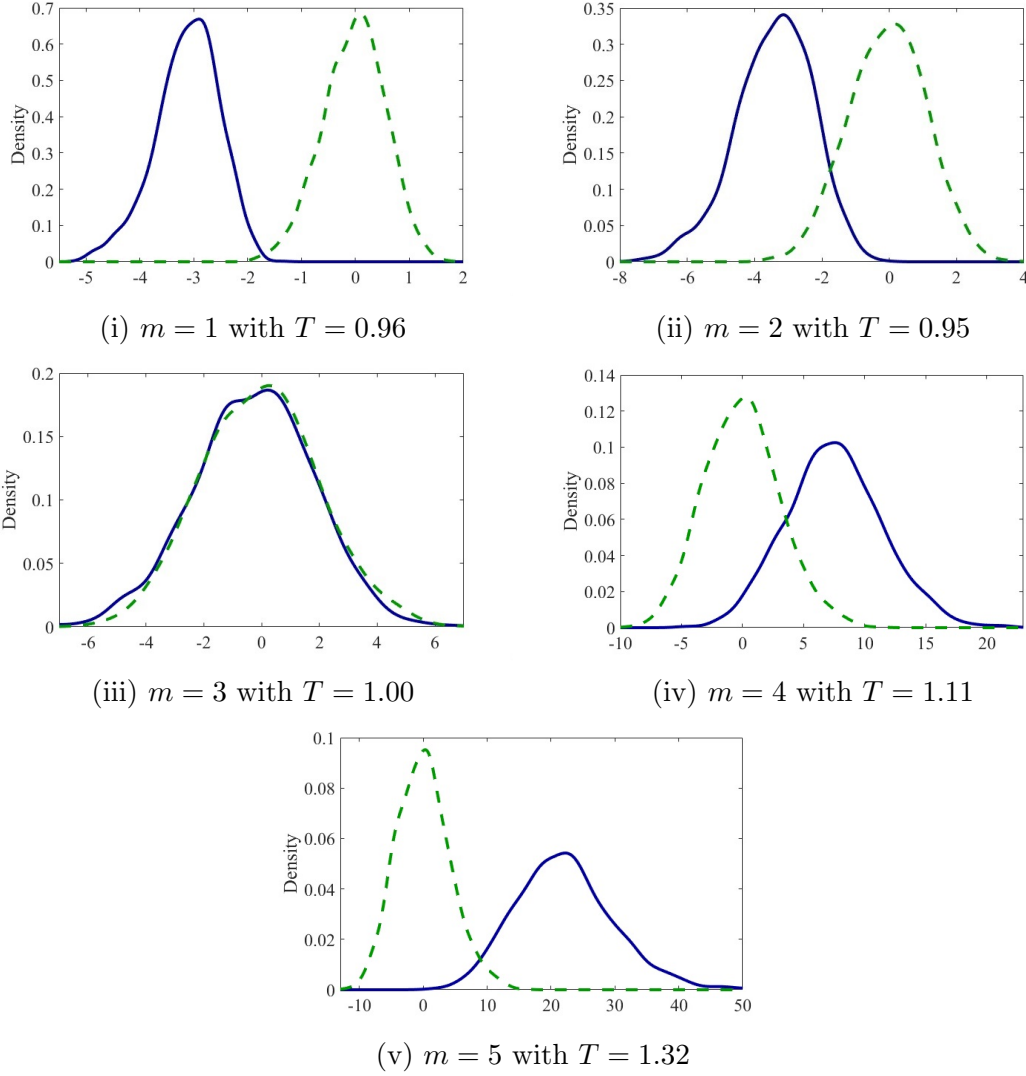 0.7
0.6
0.5
0.4
0.3
0.2
0.1
0
Density
-5 -4 -3 -2 -1 0 1 2
(i) m = 1 with T = 0.96
0.35
0.3
0.25
0.2
0.15
0.1
0.05
0
Density
-8 -6 -4 -2 0 2 4
(ii) m = 2 with T = 0.95
0.2
0.15
0.1
0.05
0
Density
-6 -4 -2 0 2 4 6
(iii) m = 3 with T = 1.00
0.14
0.12
0.1
0.08
0.06
0.04
0.02
0
Density
-10 -5 0 5 10 15 20
(iv) m = 4 with T = 1.11
0.1
0.08
0.06
0.04
0.02
0
Density
-10 0 10 20 30 40 50
(v) m = 5 with T = 1.32